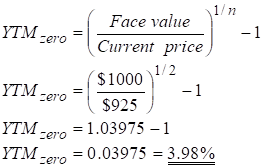 YTM zero = (Face value / Current price)^1/n − 1
YTM zero = ($1000 / $925)^1/2 − 1
YTM zero = 1.03975 − 1
YTM zero = 0.03975 = 3.98%